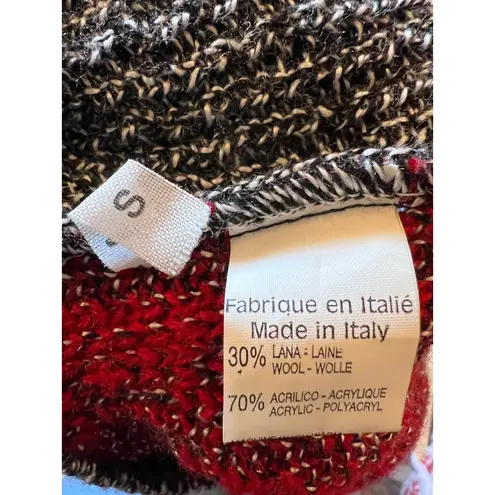 S
Fabrique en Italié
Made in Italy
30% LANA - LAINE
WOOL - WOLLE
70% ACRILICO - ACRYLIQUE
ACRYLIC - POLYACRYL